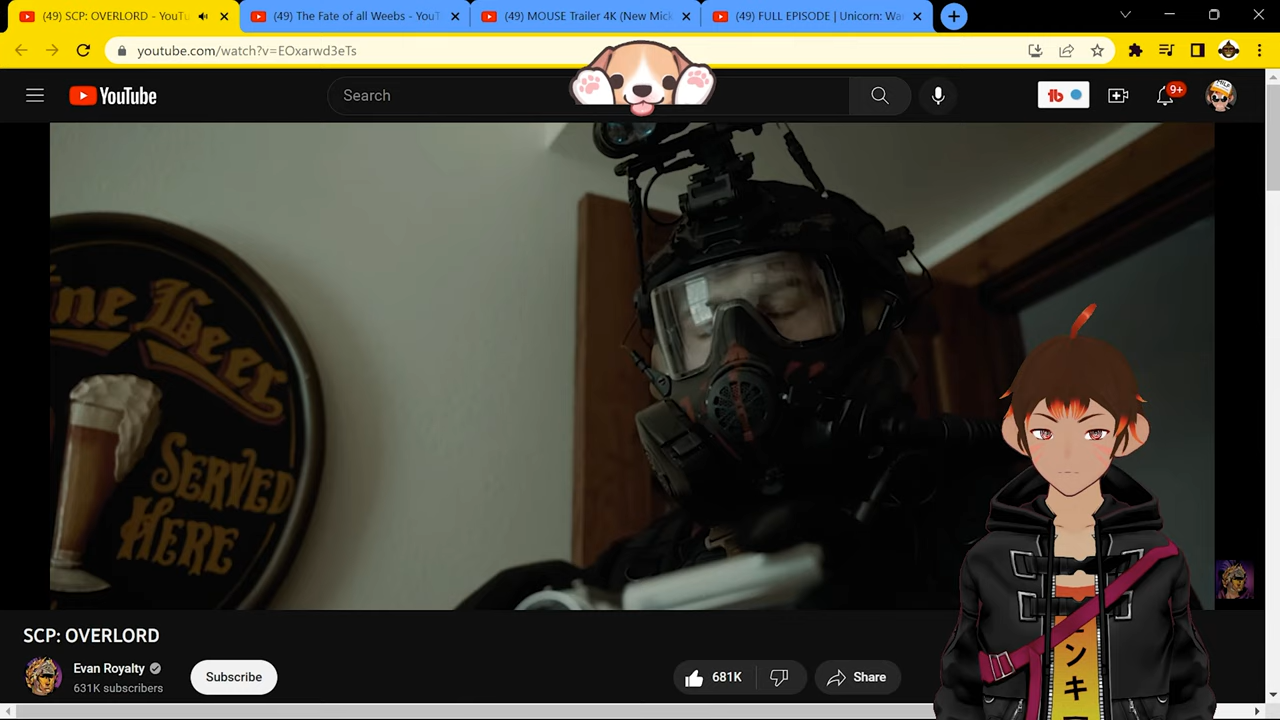 (49) SCP: OVERLORD - YouTu
(49) The Fate of all Weebs - YouT
(49) MOUSE Trailer 4K (New Mick
(49) FULL EPISODE | Unicorn: Wa
youtube.com/watch?v=EOxarwd3eTs
YouTube
Search
9+
ine Beer
SERVED
HERE
SCP: OVERLORD
Evan Royalty
631K subscribers
Subscribe
681K
Share
ンキ